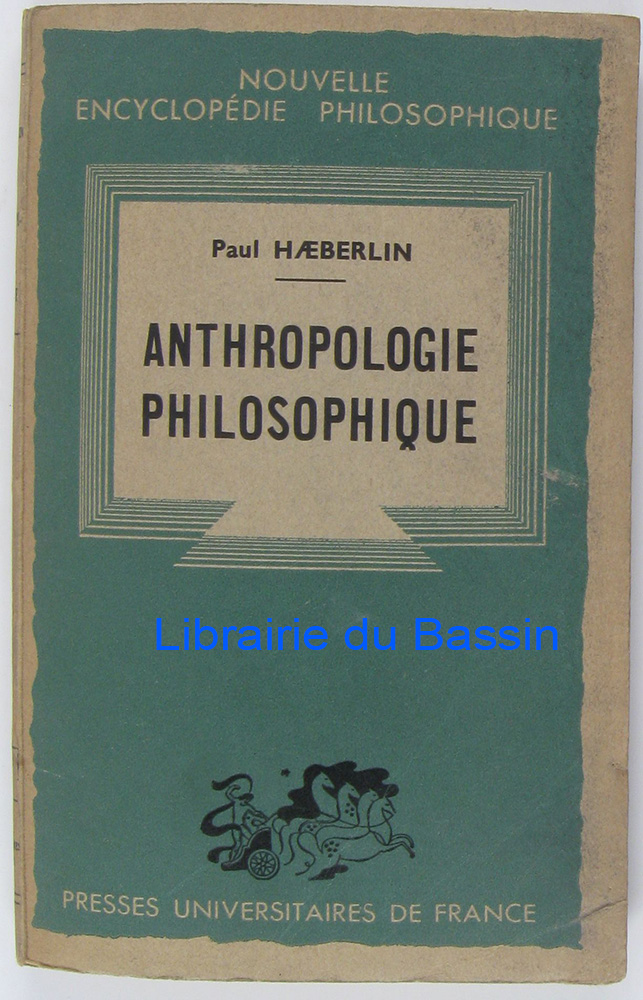 NOUVELLE
ENCYCLOPÉDIE PHILOSOPHIQUE
Paul HÆBERLIN
ANTHROPOLOGIE
PHILOSOPHIQUE
Librairie du Bassin
PRESSES UNIVERSITAIRES DE FRANCE